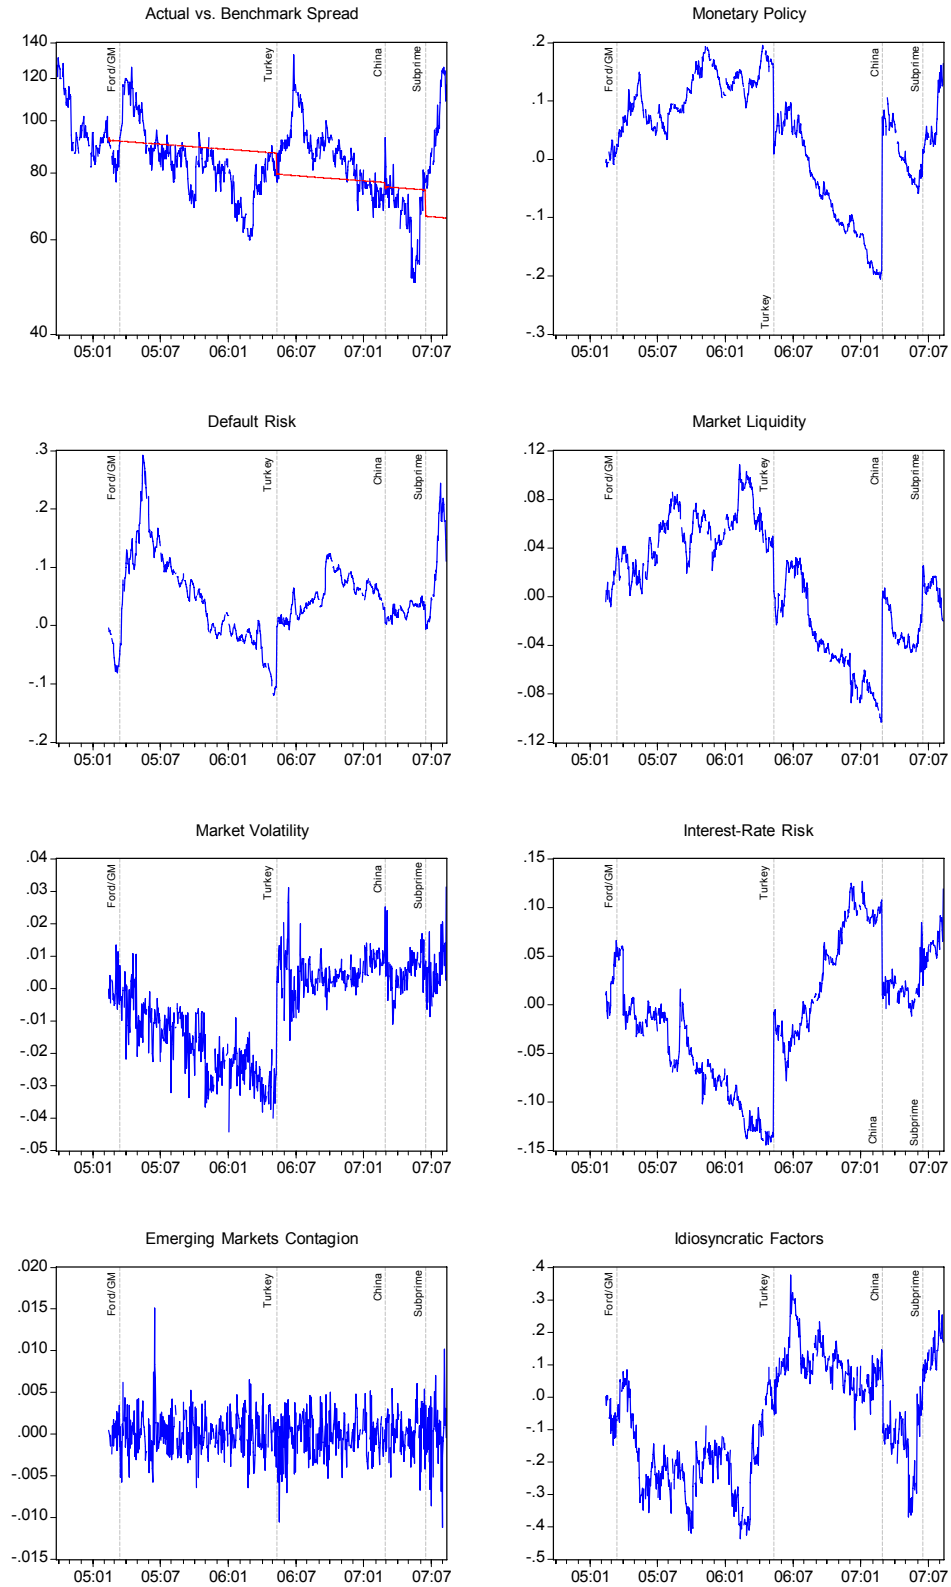 Actual vs. Benchmark Spread
140
120
100
80
60
40
Ford/GM
Turkey
China
Subprime
05:01 05:07 06:01 06:07 07:01 07:07
Monetary Policy
.2
.1
.0
-.1
-.2
-.3
Ford/GM
Turkey
China
Subprime
05:01 05:07 06:01 06:07 07:01 07:07
Default Risk
.3
.2
.1
.0
-.1
-.2
Ford/GM
Turkey
China
Subprime
05:01 05:07 06:01 06:07 07:01 07:07
Market Liquidity
.12
.08
.04
.00
-.04
-.08
-.12
Ford/GM
Turkey
China
Subprime
05:01 05:07 06:01 06:07 07:01 07:07
Market Volatility
.04
.03
.02
.01
.00
-.01
-.02
-.03
-.04
-.05
Ford/GM
Turkey
China
Subprime
05:01 05:07 06:01 06:07 07:01 07:07
Interest-Rate Risk
.15
.10
.05
.00
-.05
-.10
-.15
Ford/GM
Turkey
China
Subprime
05:01 05:07 06:01 06:07 07:01 07:07
Emerging Markets Contagion
.020
.015
.010
.005
.000
-.005
-.010
-.015
Ford/GM
Turkey
China
Subprime
05:01 05:07 06:01 06:07 07:01 07:07
Idiosyncratic Factors
.4
.3
.2
.1
.0
-.1
-.2
-.3
-.4
-.5
Ford/GM
Turkey
China
Subprime
05:01 05:07 06:01 06:07 07:01 07:07